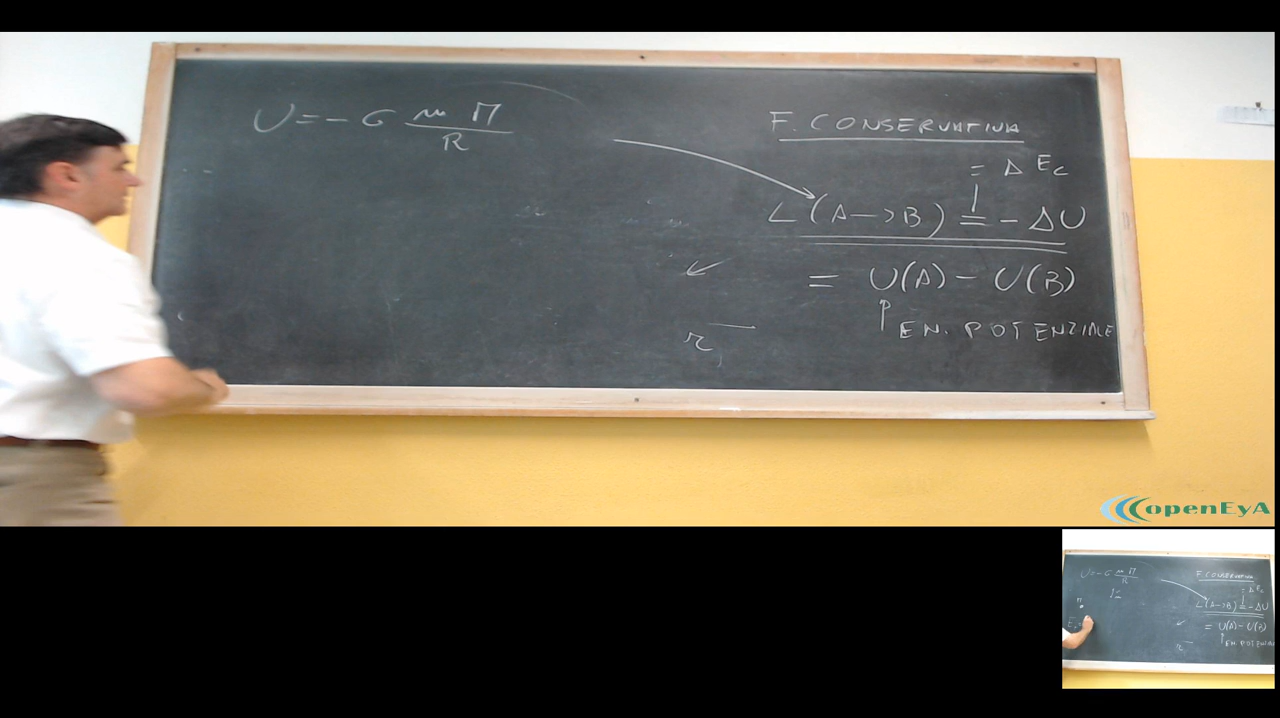 U = - G m M / R
F. CONSERVATIVA
= Δ Ec
L (A → B) = - ΔU
= U(A) - U(B)
↑ EN. POTENZIALE
r
openEyA